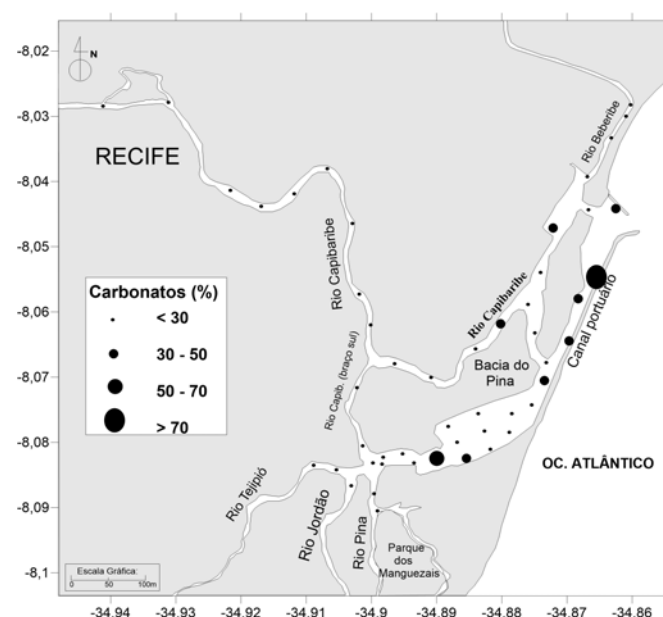 -8,02
-8,03
-8,04
-8,05
-8,06
-8,07
-8,08
-8,09
-8,1
N
RECIFE
Rio Beberibe
Rio Capibaribe
Rio Capibaribe
Canal portuário
Carbonatos (%)
< 30
30 - 50
50 - 70
> 70
Rio Capib. (braço sul)
Bacia do
Pina
OC. ATLÂNTICO
Rio Tejipió
Rio Jordão
Rio Pina
Parque
dos
Manguezais
Escala Gráfica:
0 50 100m
-34.94 -34.93 -34.92 -34.91 -34.9 -34.89 -34.88 -34.87 -34.86